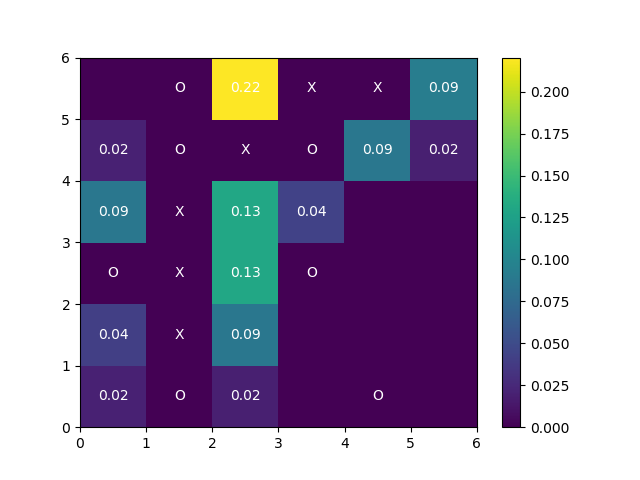 6 O 0.22 X X 0.09
0.200
5
0.02 O X O 0.09 0.02
0.175
4
0.150
0.09 X 0.13 0.04
0.125
3
O X 0.13 O
0.100
2
0.075
0.04 X 0.09
0.050
1
0.02 O 0.02 O
0.025
0
0.000
0 1 2 3 4 5 6